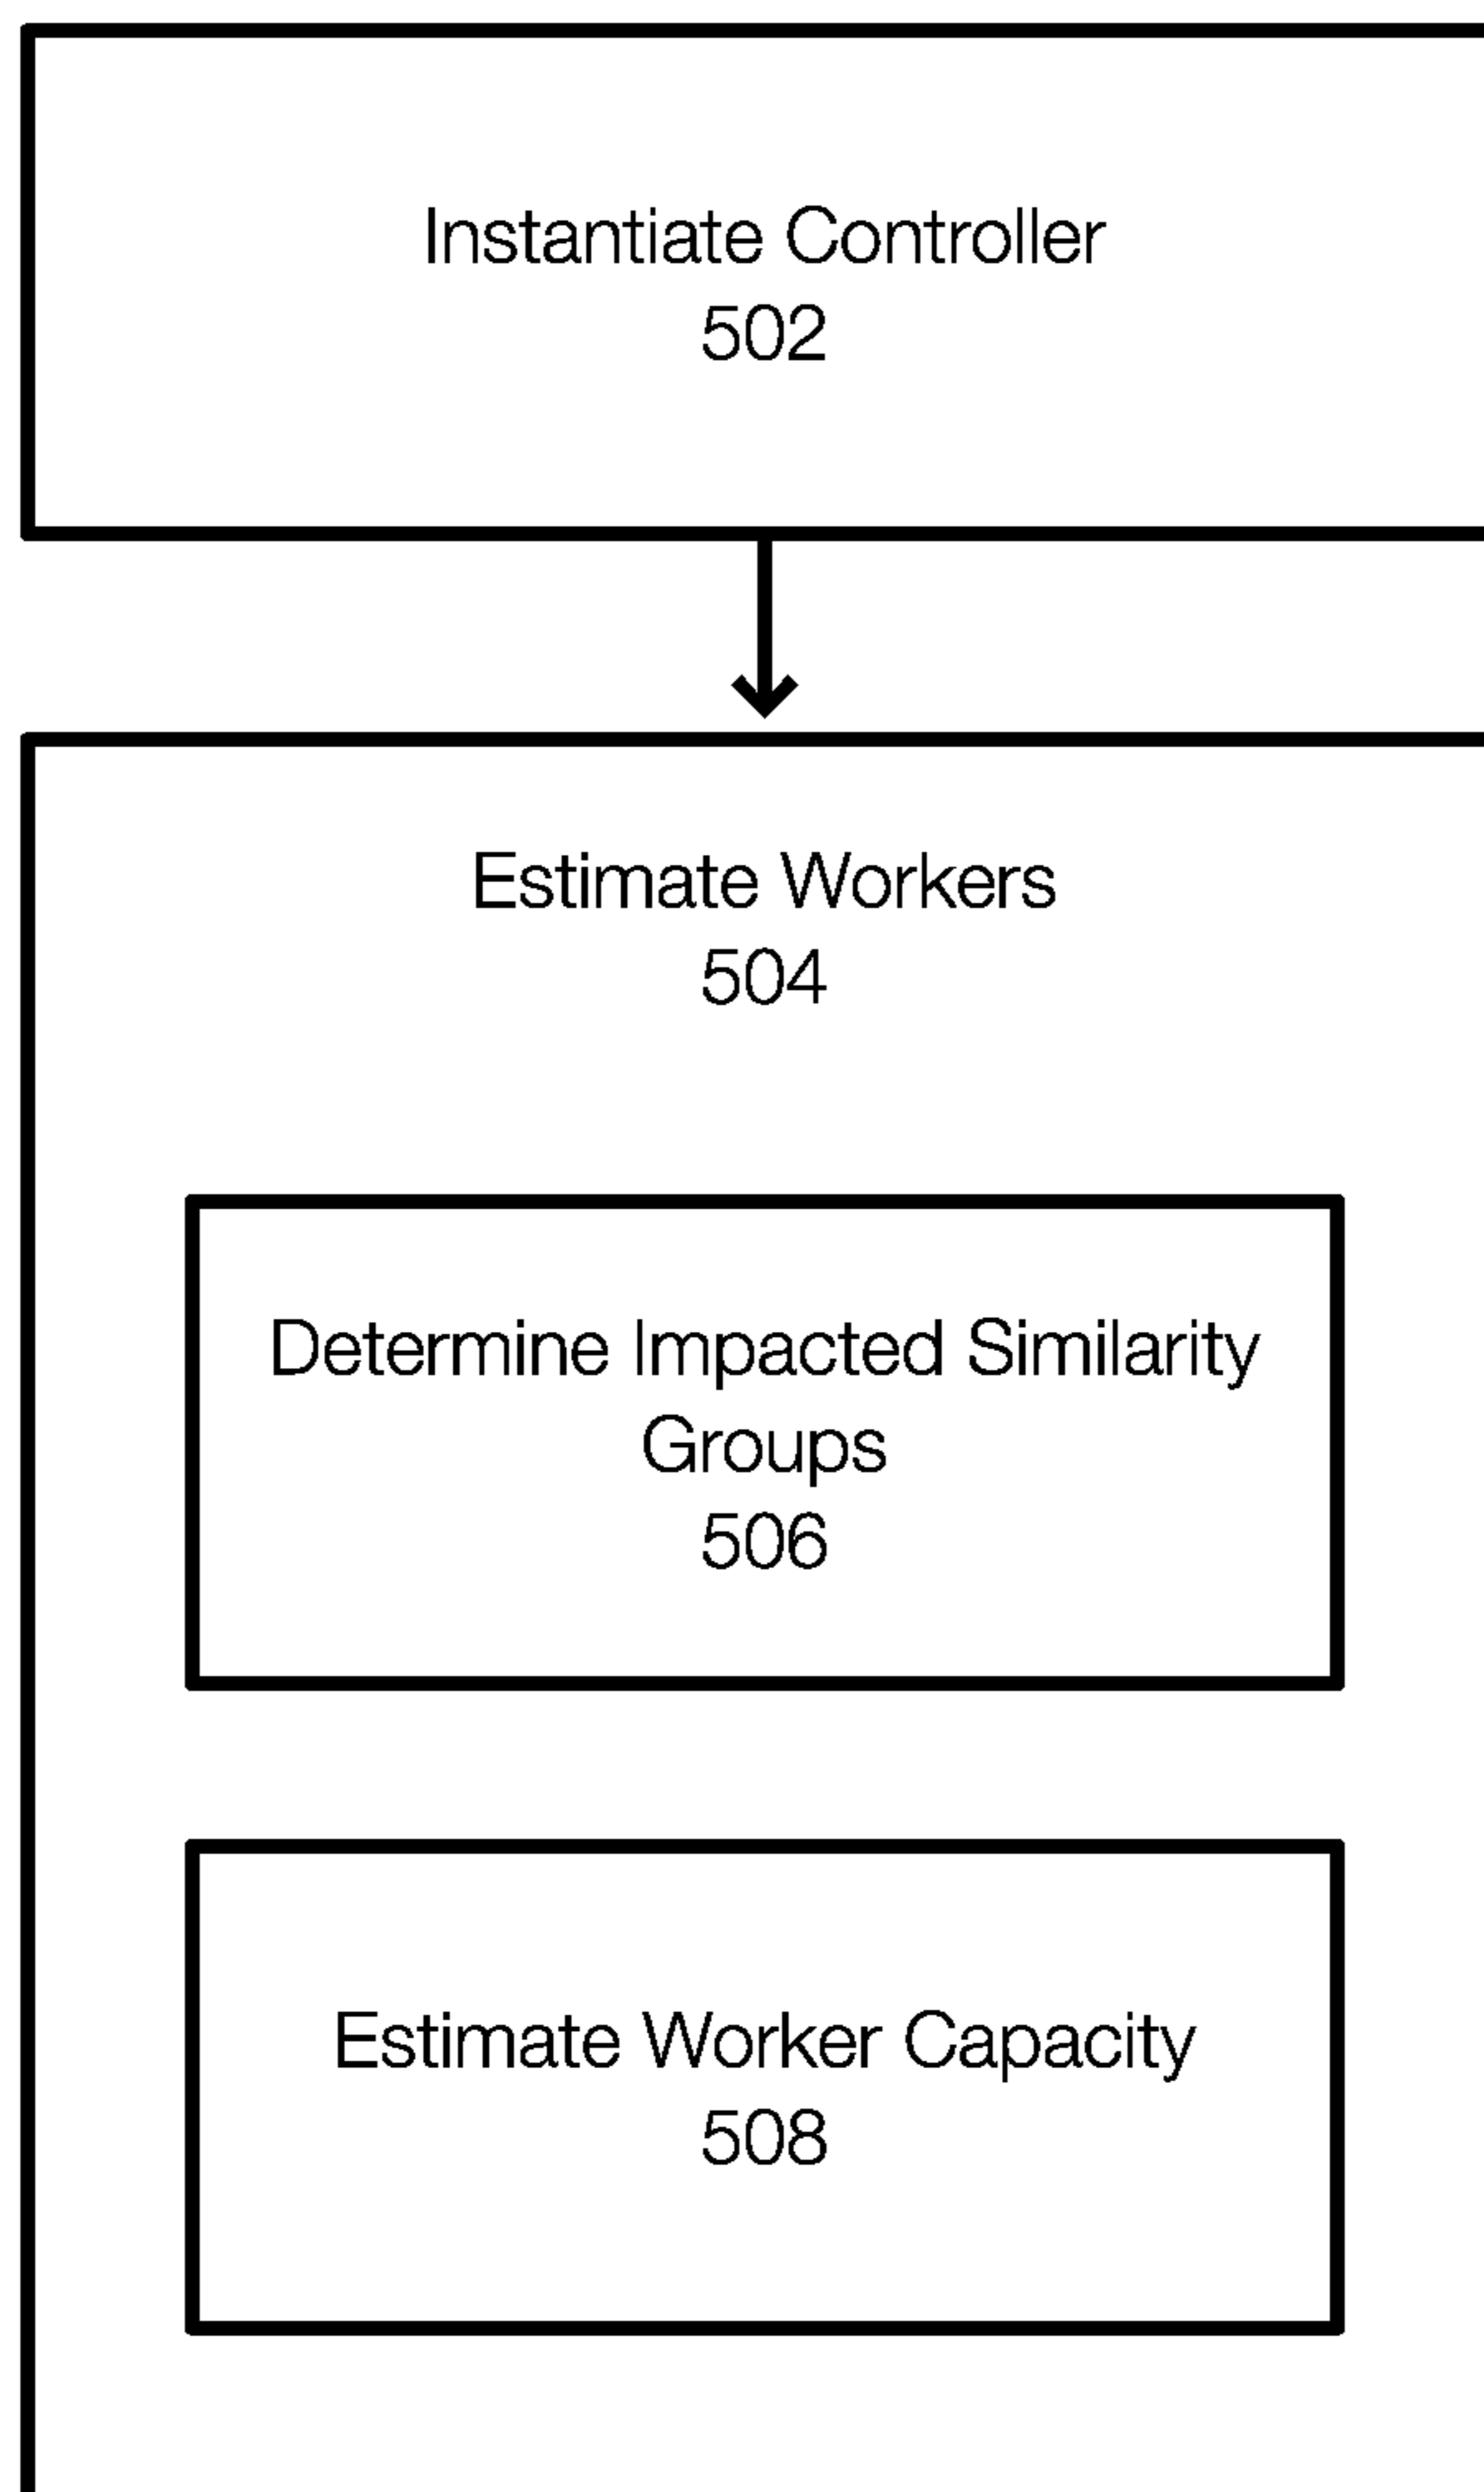 Instantiate Controller
502
Estimate Workers
504
Determine Impacted Similarity
Groups
506
Estimate Worker Capacity
508